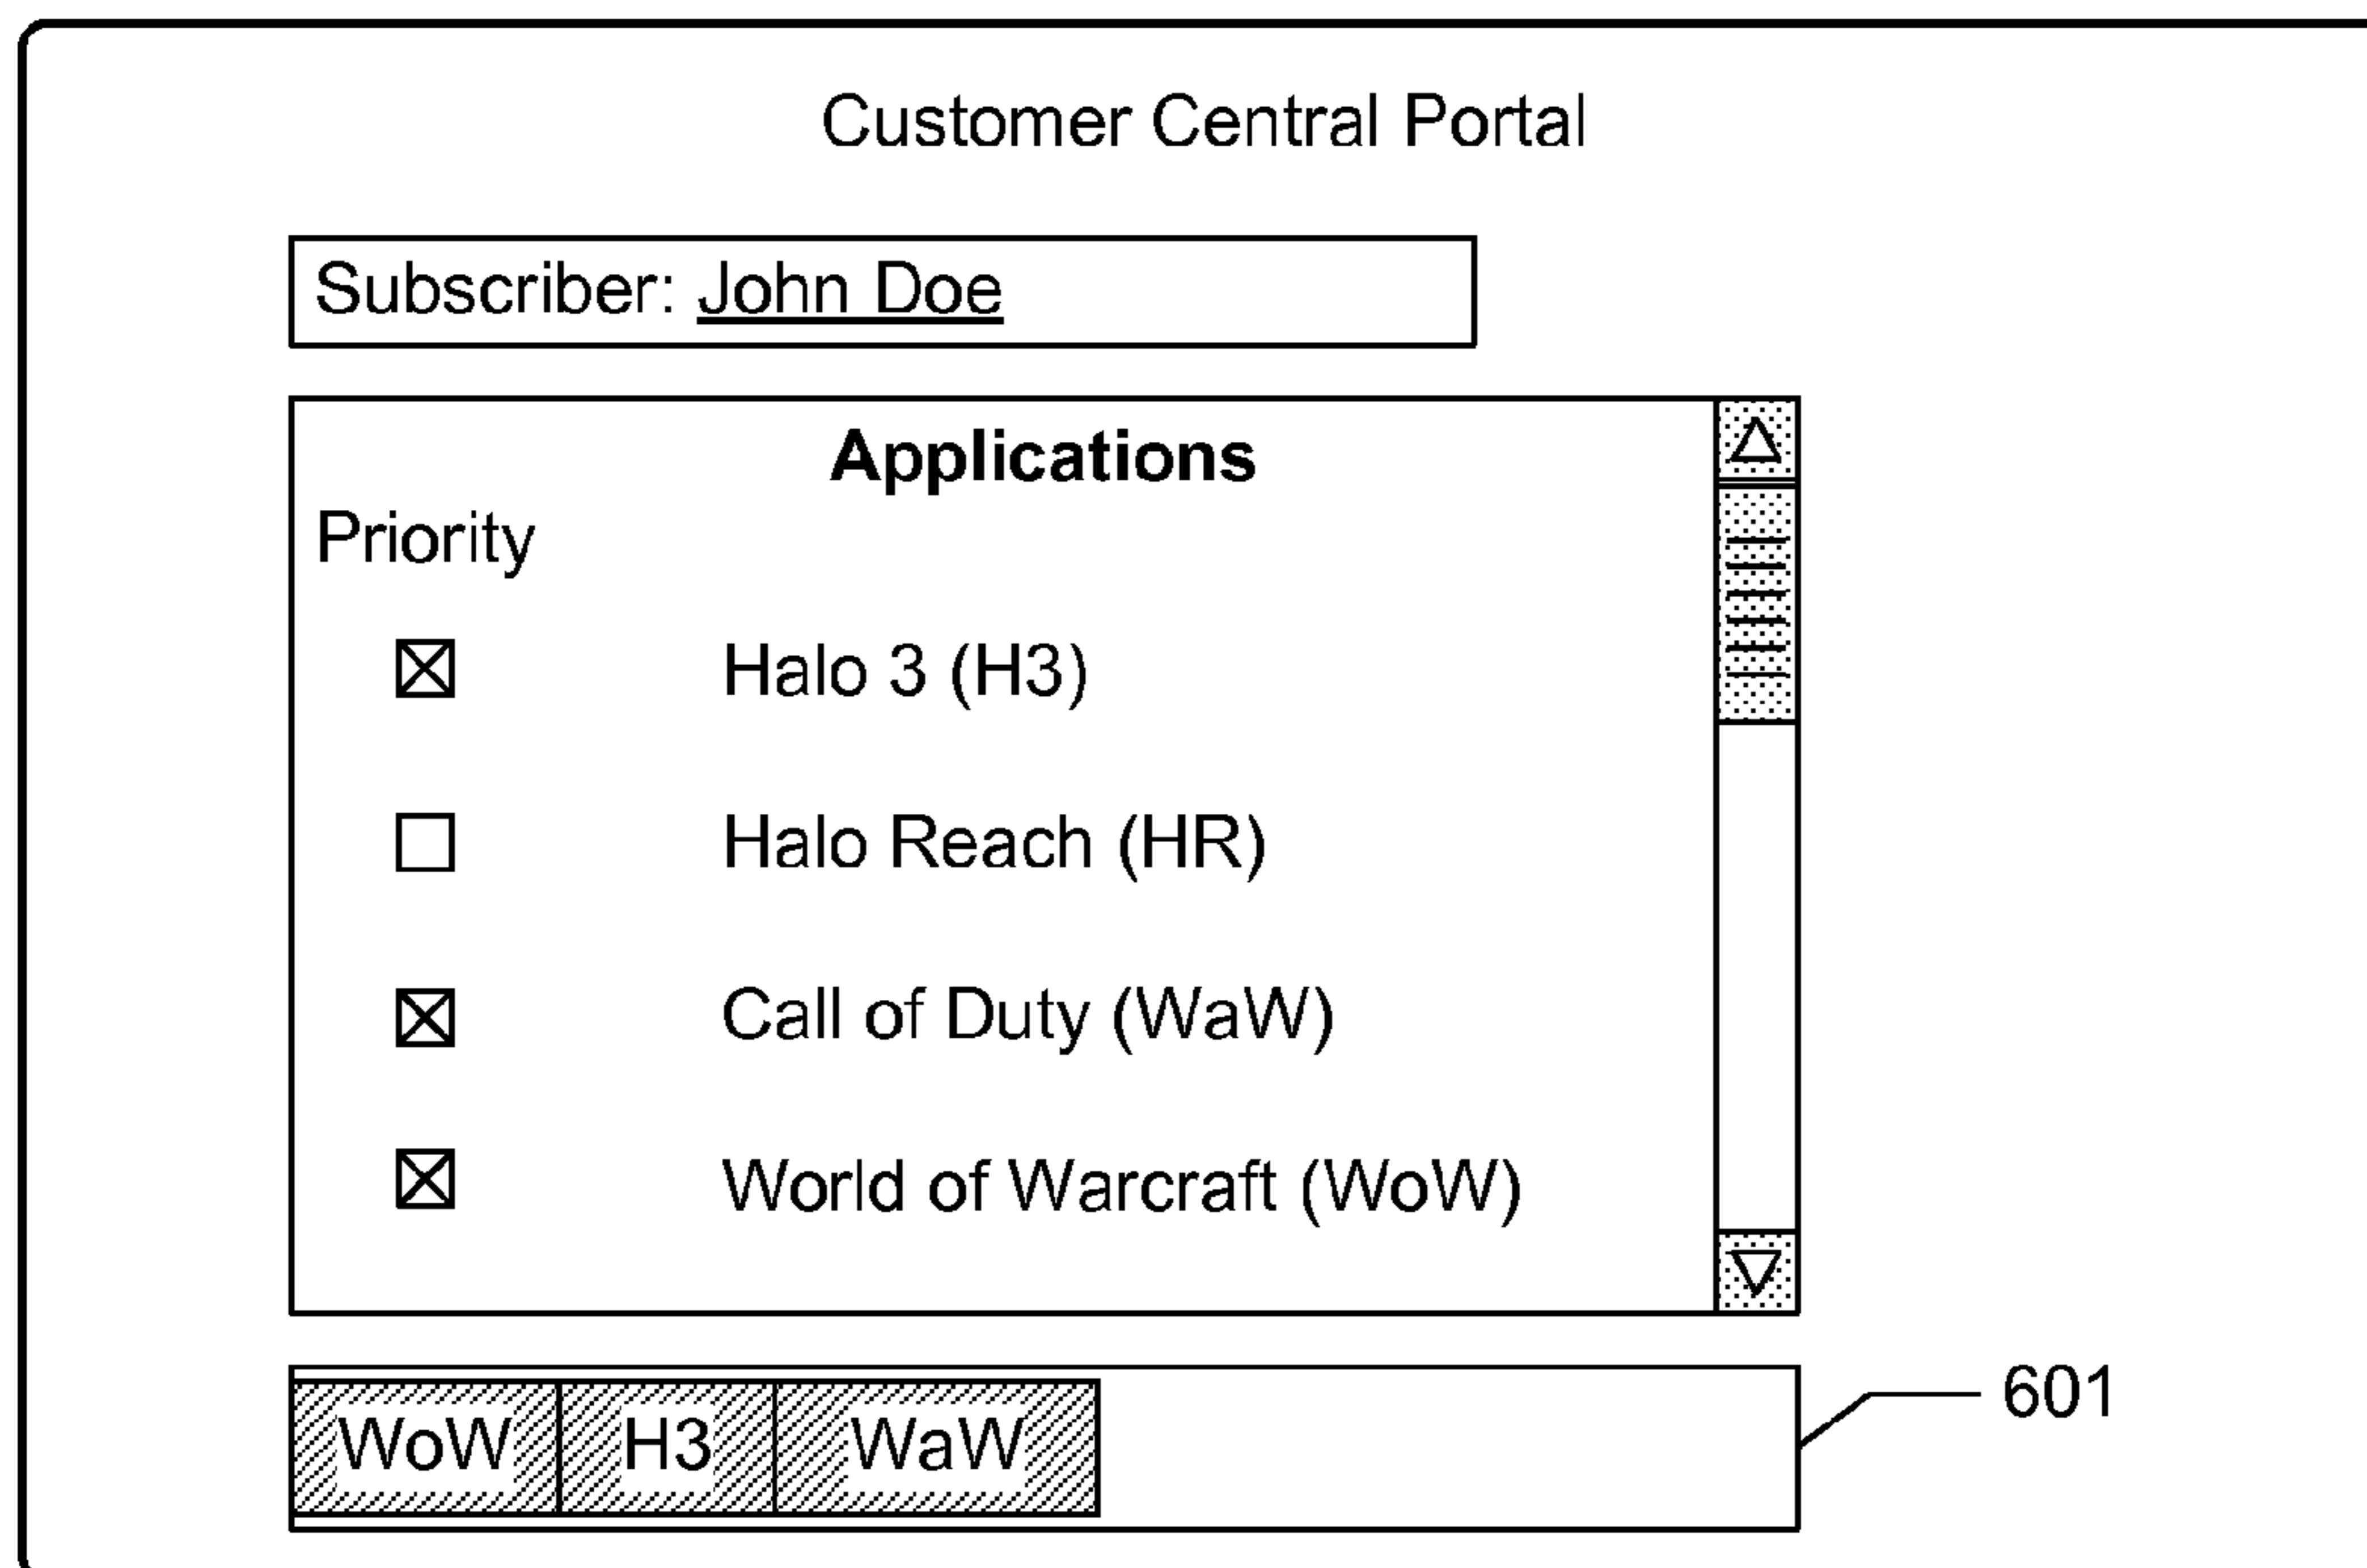 Customer Central Portal
Subscriber: John Doe
Applications
Priority
Halo 3 (H3)
Halo Reach (HR)
Call of Duty (WaW)
World of Warcraft (WoW)
WoW H3 WaW
601